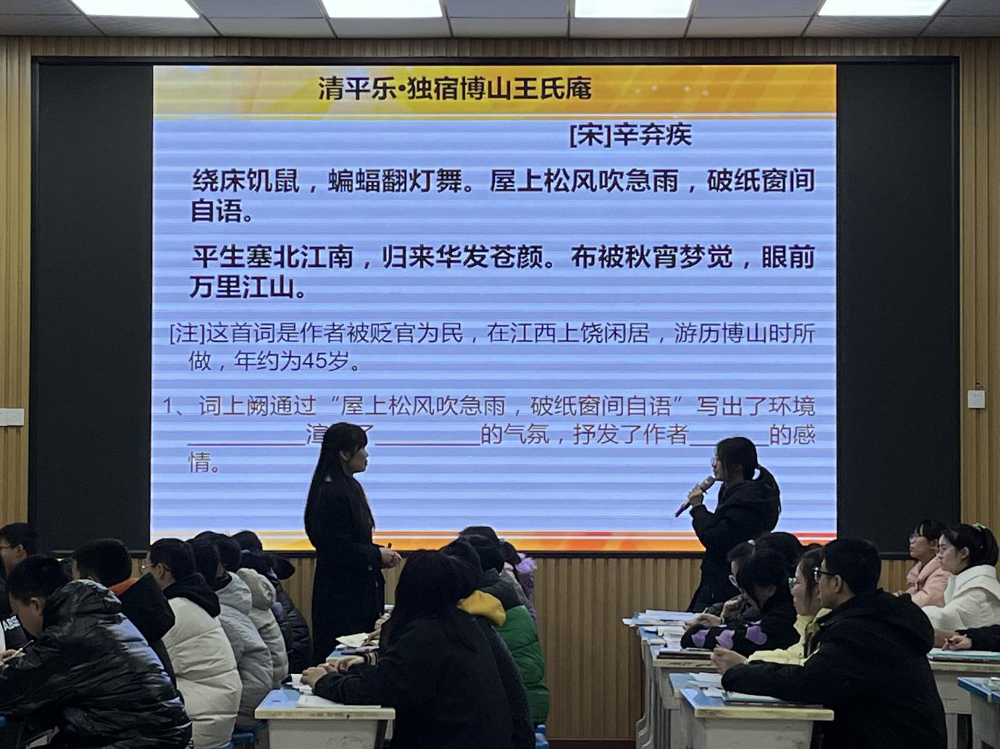 清平乐•独宿博山王氏庵
[宋]辛弃疾
绕床饥鼠，蝙蝠翻灯舞。屋上松风吹急雨，破纸窗间
自语。
平生塞北江南，归来华发苍颜。布被秋宵梦觉，眼前
万里江山。
[注]这首词是作者被贬官为民，在江西上饶闲居，游历博山时所
做，年约为45岁。
1、词上阙通过“屋上松风吹急雨，破纸窗间自语”写出了环境
__________渲 了_________的气氛，抒发了作者_______的感
情。